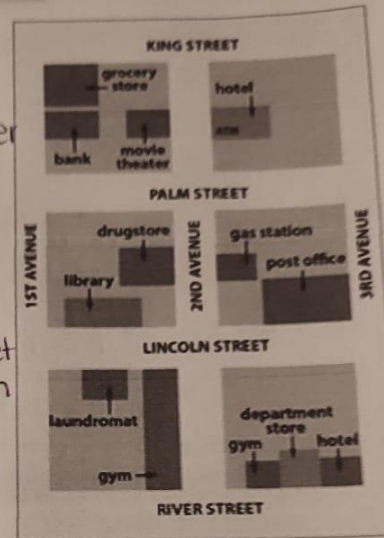 KING STREET
grocery
store
hotel
ATM
bank
movie
theater
PALM STREET
1ST AVENUE
2ND AVENUE
3RD AVENUE
drugstore
gas station
library
post office
LINCOLN STREET
laundromat
gym
department
store
gym
hotel
RIVER STREET